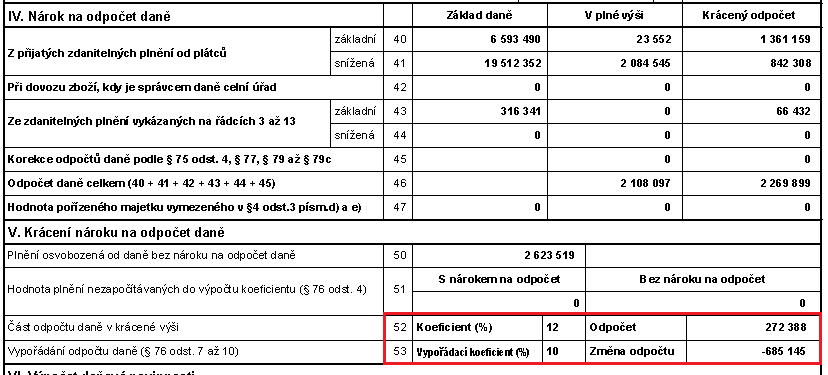 IV. Nárok na odpočet daně Základ daně V plné výši Krácený odpočet
Z přijatých zdanitelných plnění od plátců základní 40 6 593 490 23 552 1 361 159
snížená 41 19 512 352 2 084 545 842 308
Při dovozu zboží, kdy je správcem daně celní úřad 42 0 0 0
Ze zdanitelných plnění vykázaných na řádcích 3 až 13 základní 43 316 341 0 66 432
snížená 44 0 0 0
Korekce odpočtů daně podle § 75 odst. 4, § 77, § 79 až § 79c 45 0 0
Odpočet daně celkem (40 + 41 + 42 + 43 + 44 + 45) 46 2 108 097 2 269 899
Hodnota pořízeného majetku vymezeného v §4 odst.3 písm.d) a e) 47 0 0 0
V. Krácení nároku na odpočet daně
Plnění osvobozená od daně bez nároku na odpočet daně 50 2 623 519
Hodnota plnění nezapočítávaných do výpočtu koeficientu (§ 76 odst. 4) 51 S nárokem na odpočet Bez nároku na odpočet
0 0
Část odpočtu daně v krácené výši 52 Koeficient (%) 12 Odpočet 272 388
Vypořádání odpočtu daně (§ 76 odst. 7 až 10) 53 Vypořádací koeficient (%) 10 Změna odpočtu -685 145